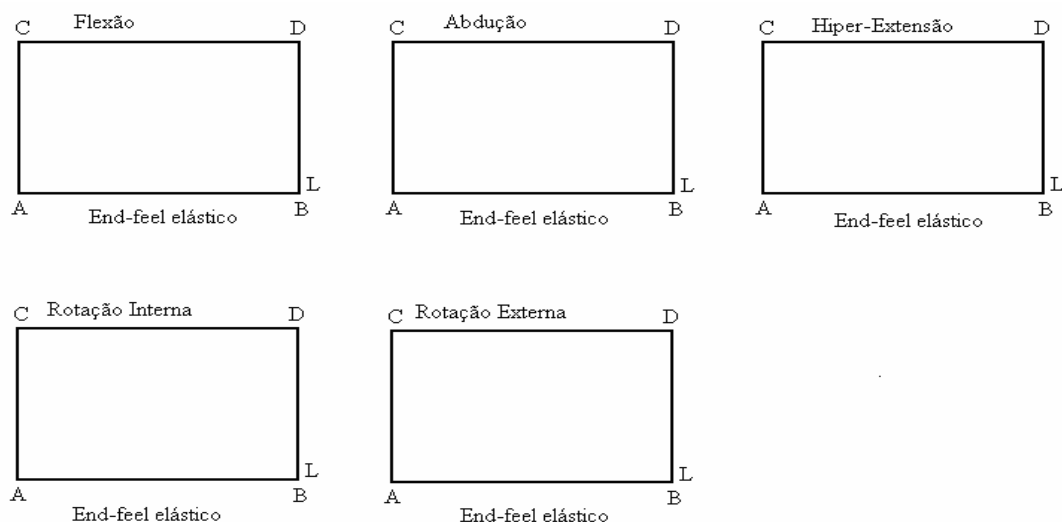 Flexão
C D
L
A B
End-feel elástico
Abdução
C D
L
A B
End-feel elástico
Hiper-Extensão
C D
L
A B
End-feel elástico
Rotação Interna
C D
L
A B
End-feel elástico
Rotação Externa
C D
L
A B
End-feel elástico